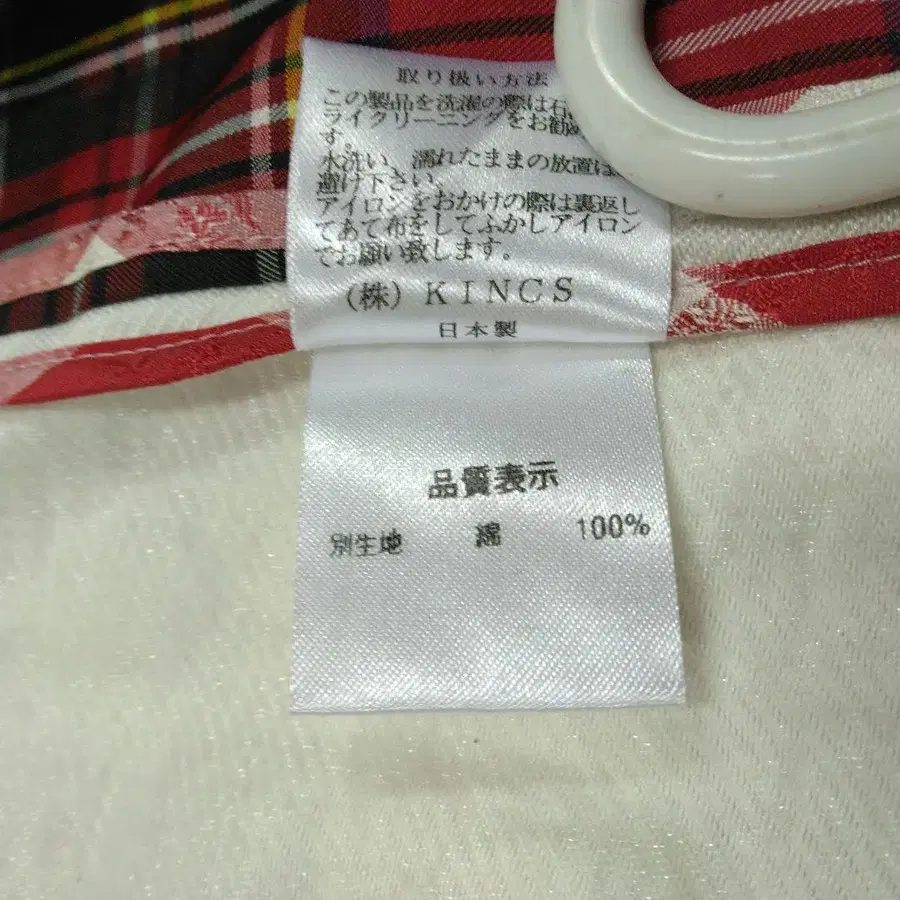 取り扱い方法
この製品を洗濯の際は石
ライクリーニングをお勧め
す。
水洗い、濡れたままの放置は
避け下さい。
アイロンをおかけの際は裏返し
てあて布をしてふかしアイロン
でお願い致します。
(株) KINCS
日本製
品質表示
別生地 綿 100%